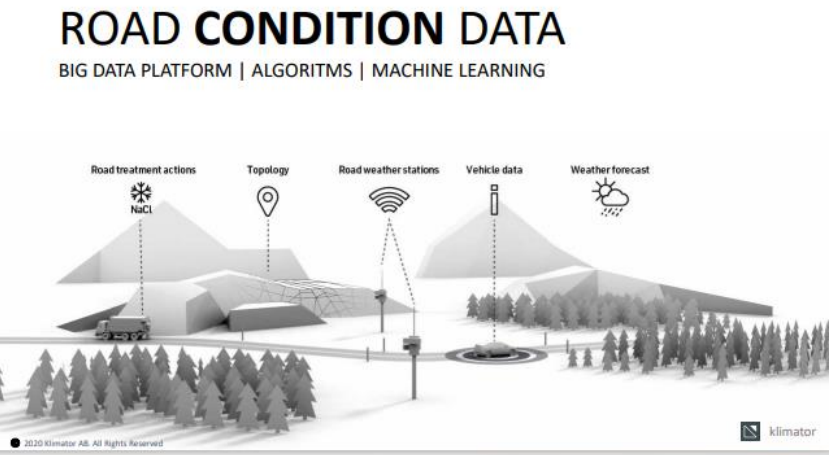 ROAD CONDITION DATA
BIG DATA PLATFORM | ALGORITMS | MACHINE LEARNING
Road treatment actions
Topology
Road weather stations
Vehicle data
Weather forecast
NaCl
2020 Klimator AB. All Rights Reserved
klimator